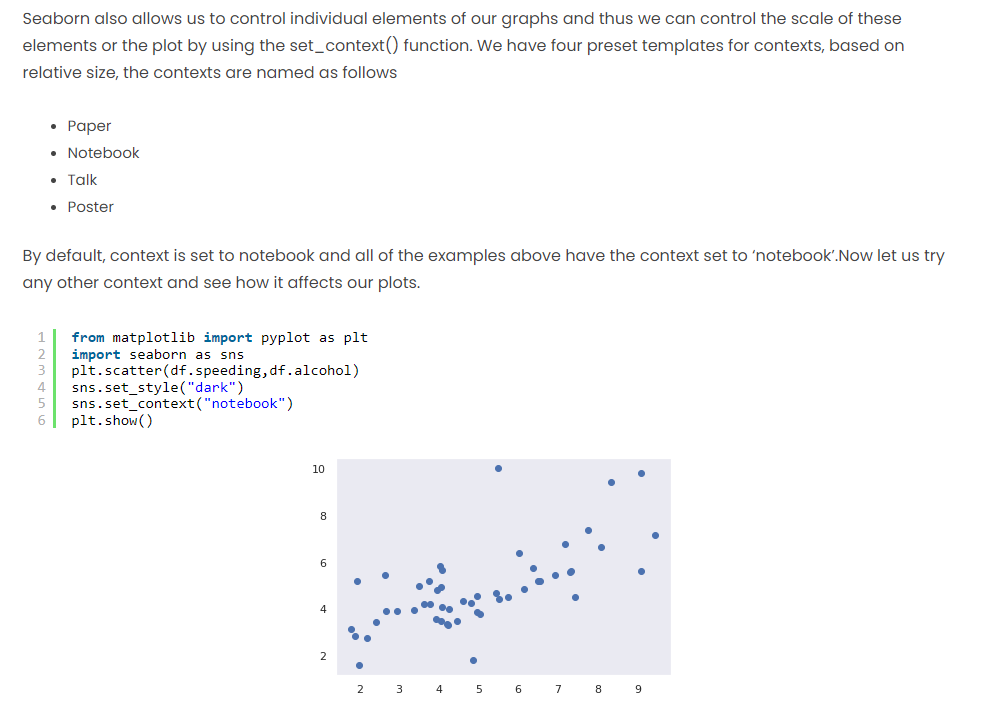 Seaborn also allows us to control individual elements of our graphs and thus we can control the scale of these
elements or the plot by using the set_context() function. We have four preset templates for contexts, based on
relative size, the contexts are named as follows
• Paper
• Notebook
• Talk
• Poster
By default, context is set to notebook and all of the examples above have the context set to ‘notebook’.Now let us try
any other context and see how it affects our plots.
1 from matplotlib import pyplot as plt
2 import seaborn as sns
3 plt.scatter(df.speeding,df.alcohol)
4 sns.set_style("dark")
5 sns.set_context("notebook")
6 plt.show()
10
8
6
4
2
2 3 4 5 6 7 8 9